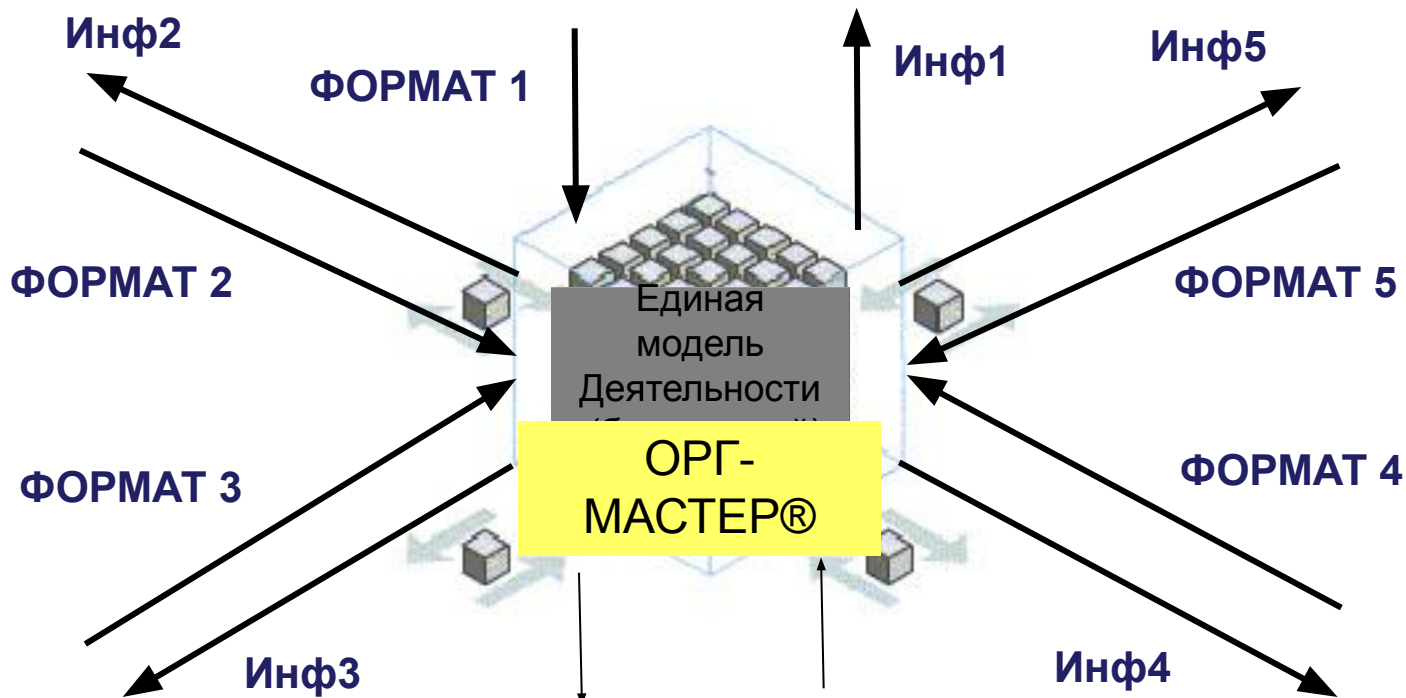 Инф2
ФОРМАТ 1
Инф1
Инф5
ФОРМАТ 2
ФОРМАТ 5
Единая
модель
Деятельности
ОРГ-
МАСТЕР®
ФОРМАТ 3
ФОРМАТ 4
Инф3
Инф4